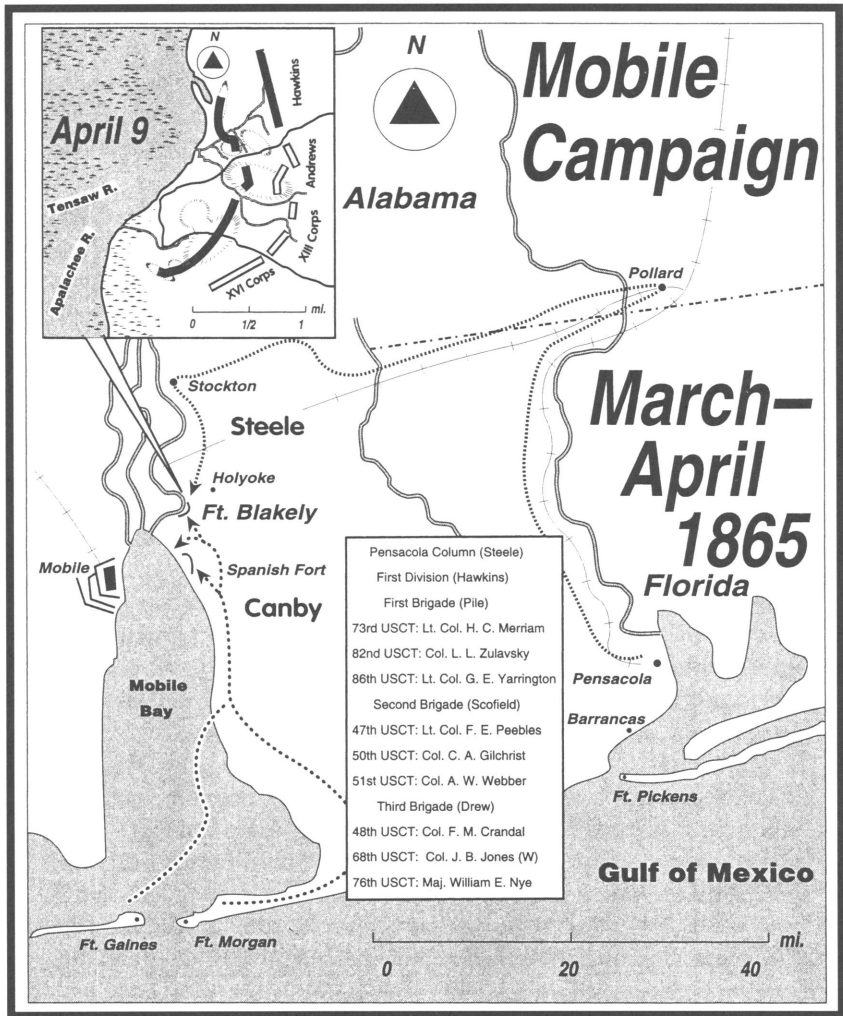 Mobile
Campaign
March–
April
1865
N
Alabama
Florida
Pollard
Stockton
Steele
Holyoke
Ft. Blakely
Spanish Fort
Canby
Mobile
Mobile
Bay
Pensacola
Barrancas
Ft. Pickens
Gulf of Mexico
Ft. Gaines
Ft. Morgan
0 20 40 mi.
April 9
N
Tensaw R.
Apalachee R.
Hawkins
Andrews
XIII Corps
XVI Corps
0 1/2 1 mi.
Pensacola Column (Steele)
First Division (Hawkins)
First Brigade (Pile)
73rd USCT: Lt. Col. H. C. Merriam
82nd USCT: Col. L. L. Zulavsky
86th USCT: Lt. Col. G. E. Yarrington
Second Brigade (Scofield)
47th USCT: Lt. Col. F. E. Peebles
50th USCT: Col. C. A. Gilchrist
51st USCT: Col. A. W. Webber
Third Brigade (Drew)
48th USCT: Col. F. M. Crandal
68th USCT: Col. J. B. Jones (W)
76th USCT: Maj. William E. Nye